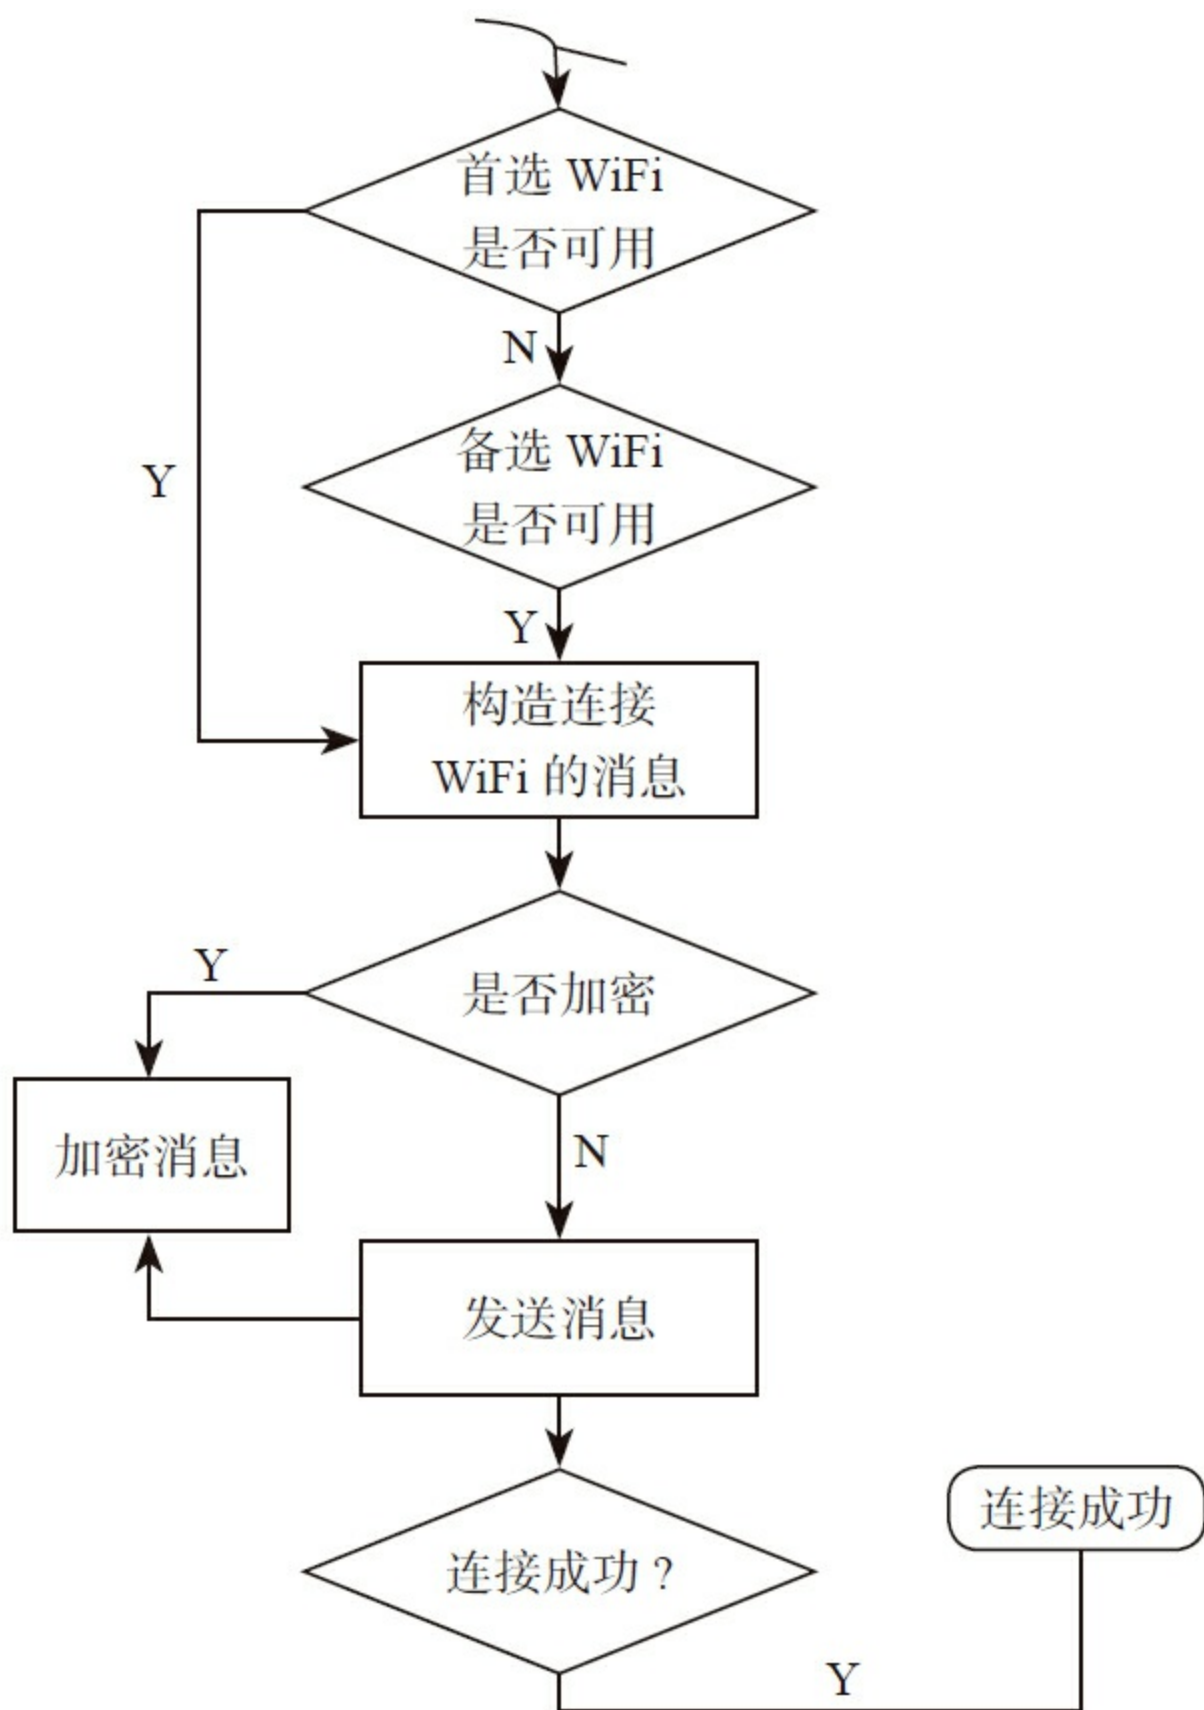 首选 WiFi
是否可用
N
备选 WiFi
是否可用
Y
Y
构造连接
WiFi 的消息
Y
是否加密
加密消息
N
发送消息
连接成功
连接成功?
Y